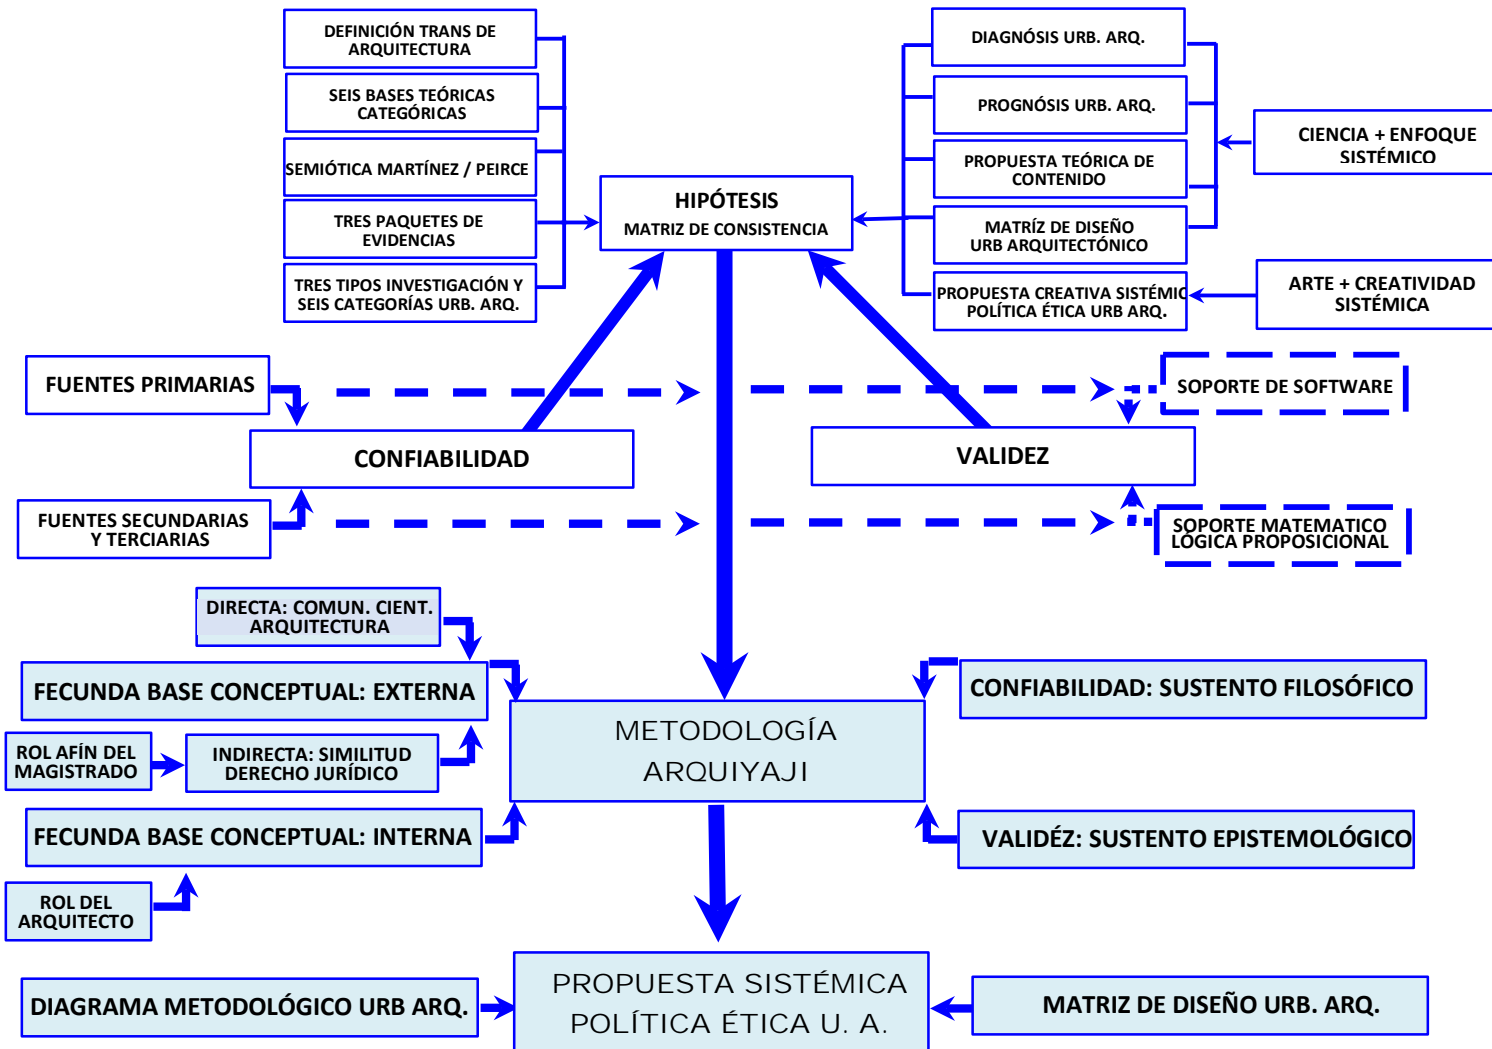 DEFINICIÓN TRANS DE
ARQUITECTURA
SEIS BASES TEÓRICAS
CATEGÓRICAS
SEMIÓTICA MARTÍNEZ / PEIRCE
TRES PAQUETES DE
EVIDENCIAS
TRES TIPOS INVESTIGACIÓN Y
SEIS CATEGORÍAS URB. ARQ.
HIPÓTESIS
MATRIZ DE CONSISTENCIA
DIAGNÓSIS URB. ARQ.
PROGNÓSIS URB. ARQ.
PROPUESTA TEÓRICA DE
CONTENIDO
MATRÍZ DE DISEÑO
URB ARQUITECTÓNICO
PROPUESTA CREATIVA SISTÉMIC
POLÍTICA ÉTICA URB ARQ.
CIENCIA + ENFOQUE
SISTÉMICO
ARTE + CREATIVIDAD
SISTÉMICA
FUENTES PRIMARIAS
CONFIABILIDAD
FUENTES SECUNDARIAS
Y TERCIARIAS
SOPORTE DE SOFTWARE
VALIDEZ
SOPORTE MATEMATICO
LÓGICA PROPOSICIONAL
DIRECTA: COMUN. CIENT.
ARQUITECTURA
FECUNDA BASE CONCEPTUAL: EXTERNA
ROL AFÍN DEL
MAGISTRADO
INDIRECTA: SIMILITUD
DERECHO JURÍDICO
FECUNDA BASE CONCEPTUAL: INTERNA
ROL DEL
ARQUITECTO
METODOLOGÍA
ARQUIYAJI
CONFIABILIDAD: SUSTENTO FILOSÓFICO
VALIDÉZ: SUSTENTO EPISTEMOLÓGICO
DIAGRAMA METODOLÓGICO URB ARQ.
PROPUESTA SISTÉMICA
POLÍTICA ÉTICA U. A.
MATRIZ DE DISEÑO URB. ARQ.